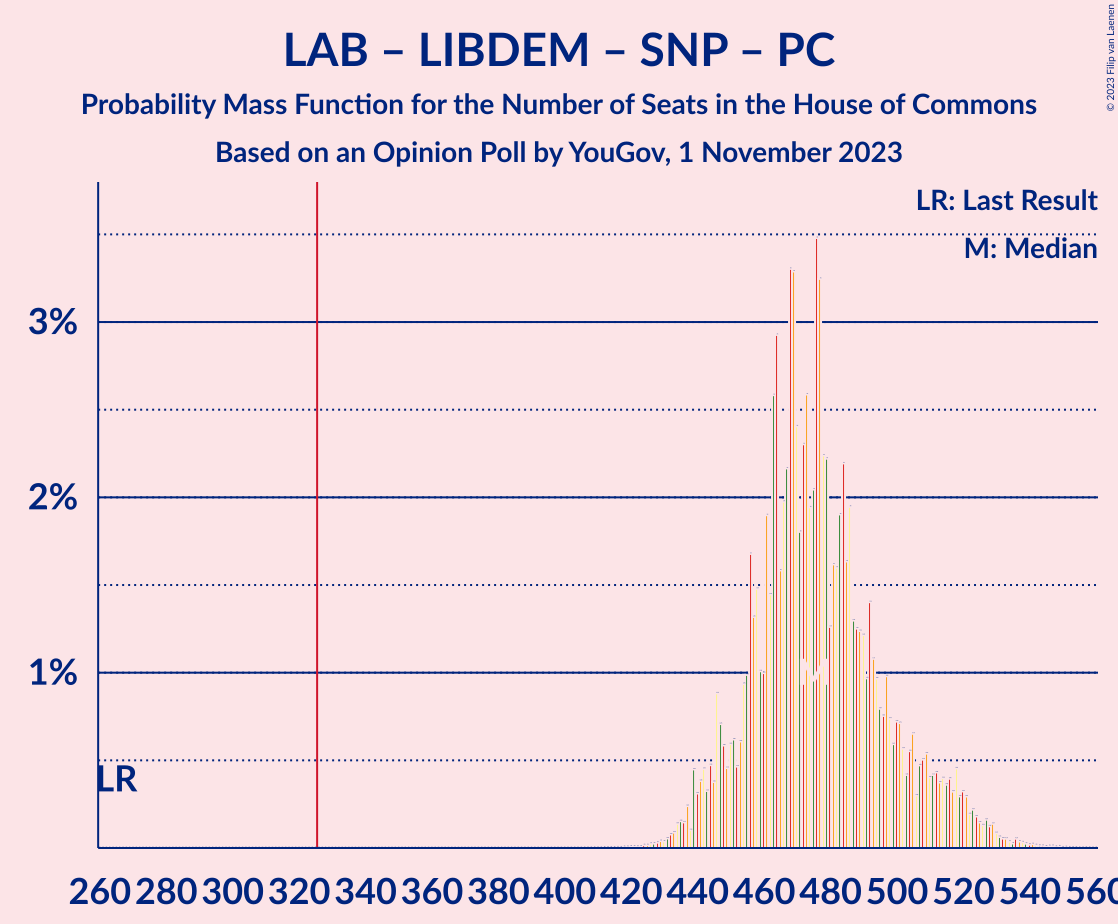 LAB – LIBDEM – SNP – PC
Probability Mass Function for the Number of Seats in the House of Commons
Based on an Opinion Poll by YouGov, 1 November 2023
© 2023 Filip van Laenen
LR: Last Result
M: Median
3%
2%
1%
LR
260 280 300 320 340 360 380 400 420 440 460 480 500 520 540 560